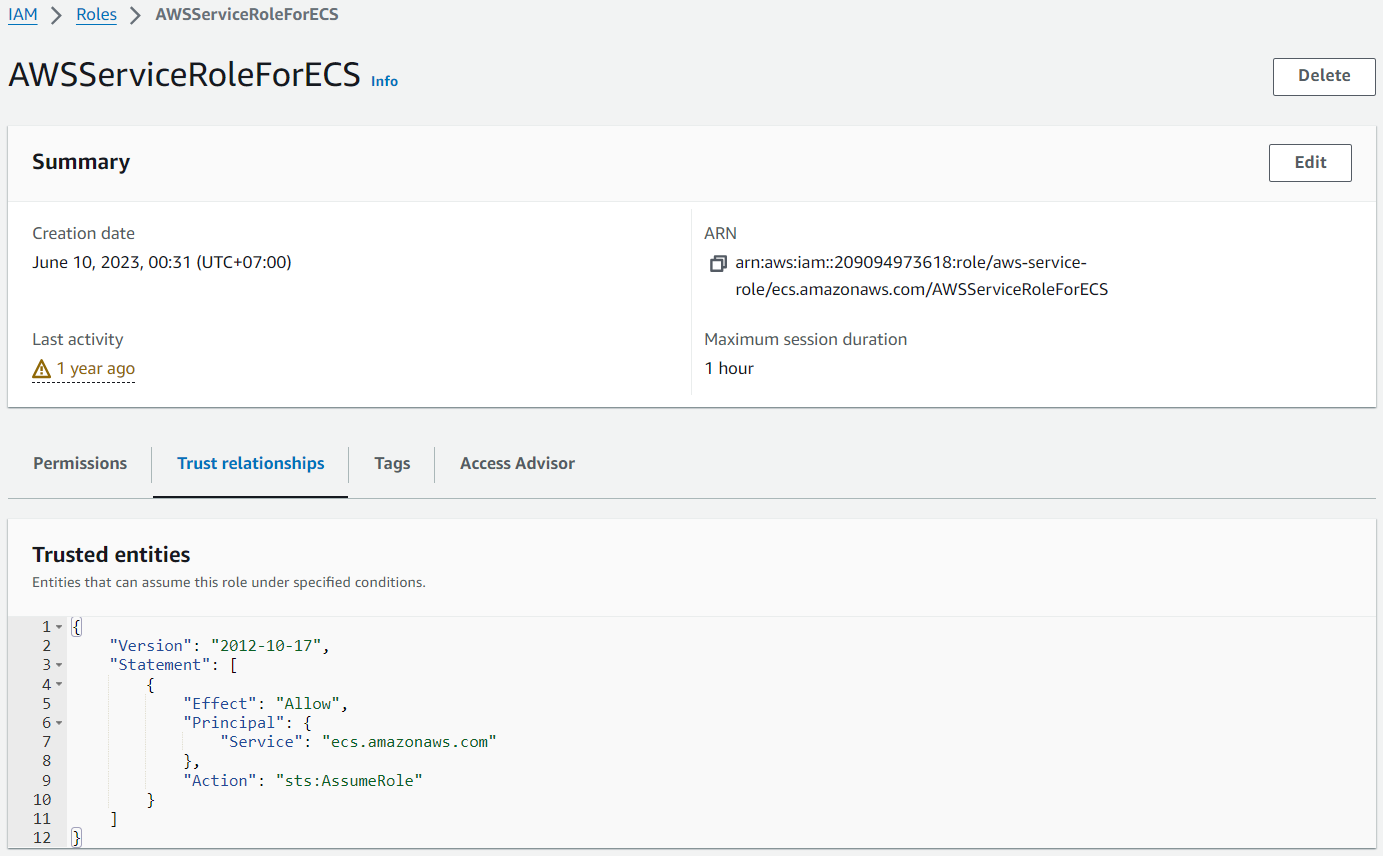 IAM > Roles > AWSServiceRoleForECS
AWSServiceRoleForECS Info
Delete
Summary
Edit
Creation date
June 10, 2023, 00:31 (UTC+07:00)
ARN
arn:aws:iam::209094973618:role/aws-service-
role/ecs.amazonaws.com/AWSServiceRoleForECS
Last activity
1 year ago
Maximum session duration
1 hour
Permissions
Trust relationships
Tags
Access Advisor
Trusted entities
Entities that can assume this role under specified conditions.
1 {
2     "Version": "2012-10-17",
3     "Statement": [
4         {
5             "Effect": "Allow",
6             "Principal": {
7                 "Service": "ecs.amazonaws.com"
8             },
9             "Action": "sts:AssumeRole"
10         }
11     ]
12 }